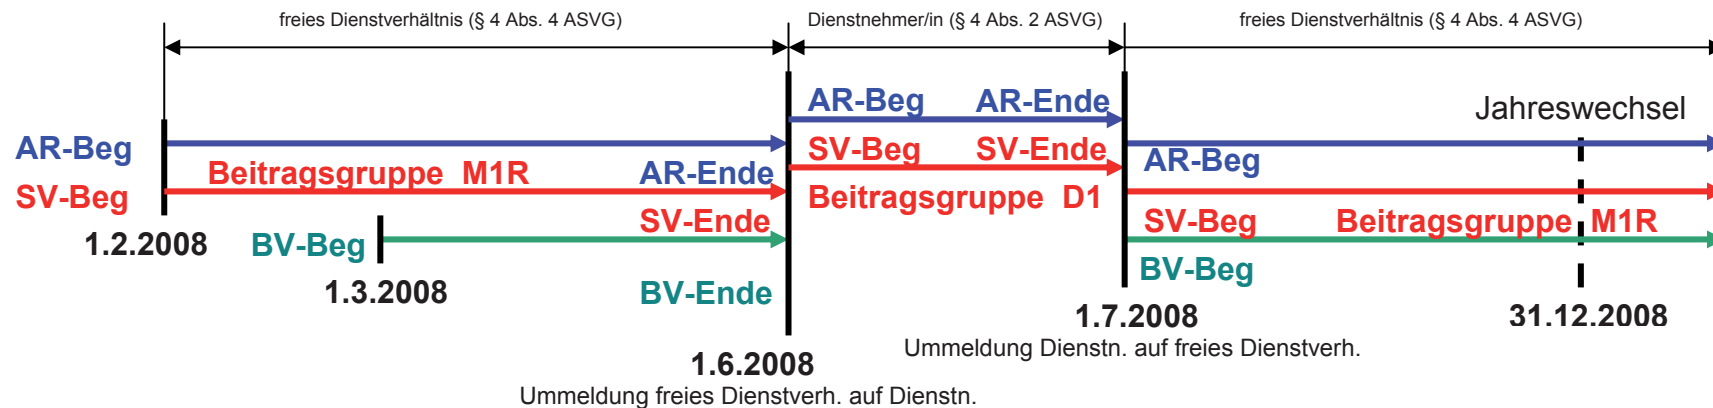 freies Dienstverhältnis (§ 4 Abs. 4 ASVG)
Dienstnehmer/in (§ 4 Abs. 2 ASVG)
freies Dienstverhältnis (§ 4 Abs. 4 ASVG)
AR-Beg AR-Ende
Jahreswechsel
AR-Beg
SV-Beg SV-Ende
AR-Beg
Beitragsgruppe M1R
AR-Ende
SV-Beg
Beitragsgruppe D1
SV-Ende
SV-Beg
Beitragsgruppe M1R
1.2.2008
BV-Beg
BV-Beg
1.3.2008
BV-Ende
1.7.2008
31.12.2008
Ummeldung Dienstn. auf freies Dienstverh.
1.6.2008
Ummeldung freies Dienstverh. auf Dienstn.